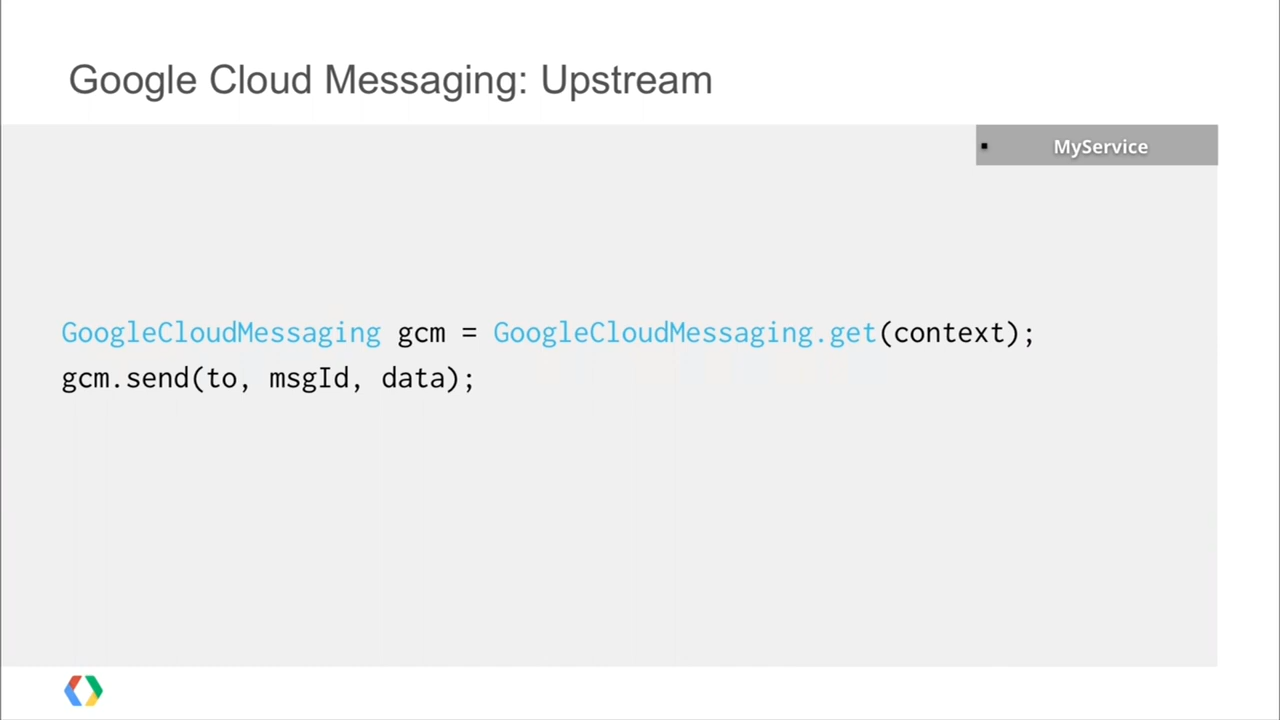 Google Cloud Messaging: Upstream
MyService
GoogleCloudMessaging gcm = GoogleCloudMessaging.get(context);
gcm.send(to, msgId, data);